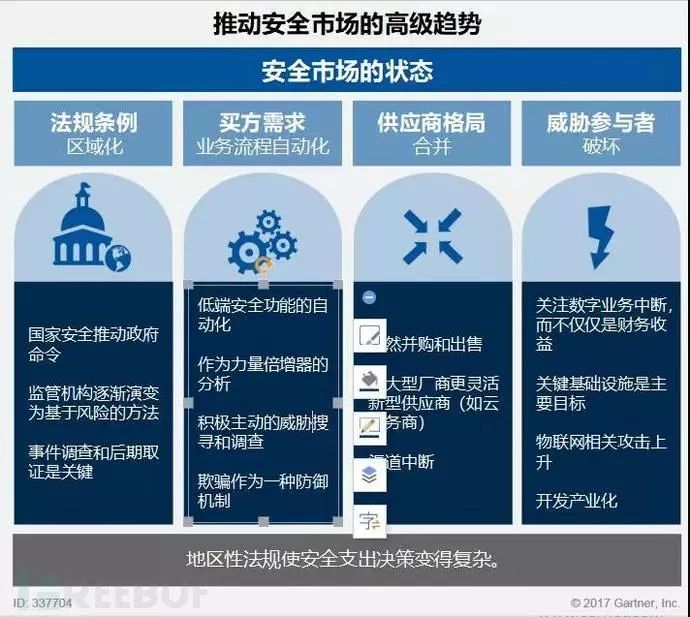 推动安全市场的高级趋势
安全市场的状态
法规条例
区域化
国家安全推动政府
命令
监管机构逐渐演变
为基于风险的方法
事件调查和后期取
证是关键
买方需求
业务流程自动化
低端安全功能的自
动化
作为力量倍增器的
分析
积极主动的威胁搜
寻和调查
欺骗作为一种防御
机制
供应商格局
合并
然并购和出售
大型厂商更灵活
新型供应商（如云
务商）
渠道中断
字
威胁参与者
破坏
关注数字业务中断，
而不仅仅是财务收
益
关键基础设施是主
要目标
物联网相关攻击上
升
开发产业化
地区性法规使安全支出决策变得复杂。
REEBUF
ID: 337704
© 2017 Gartner, Inc.